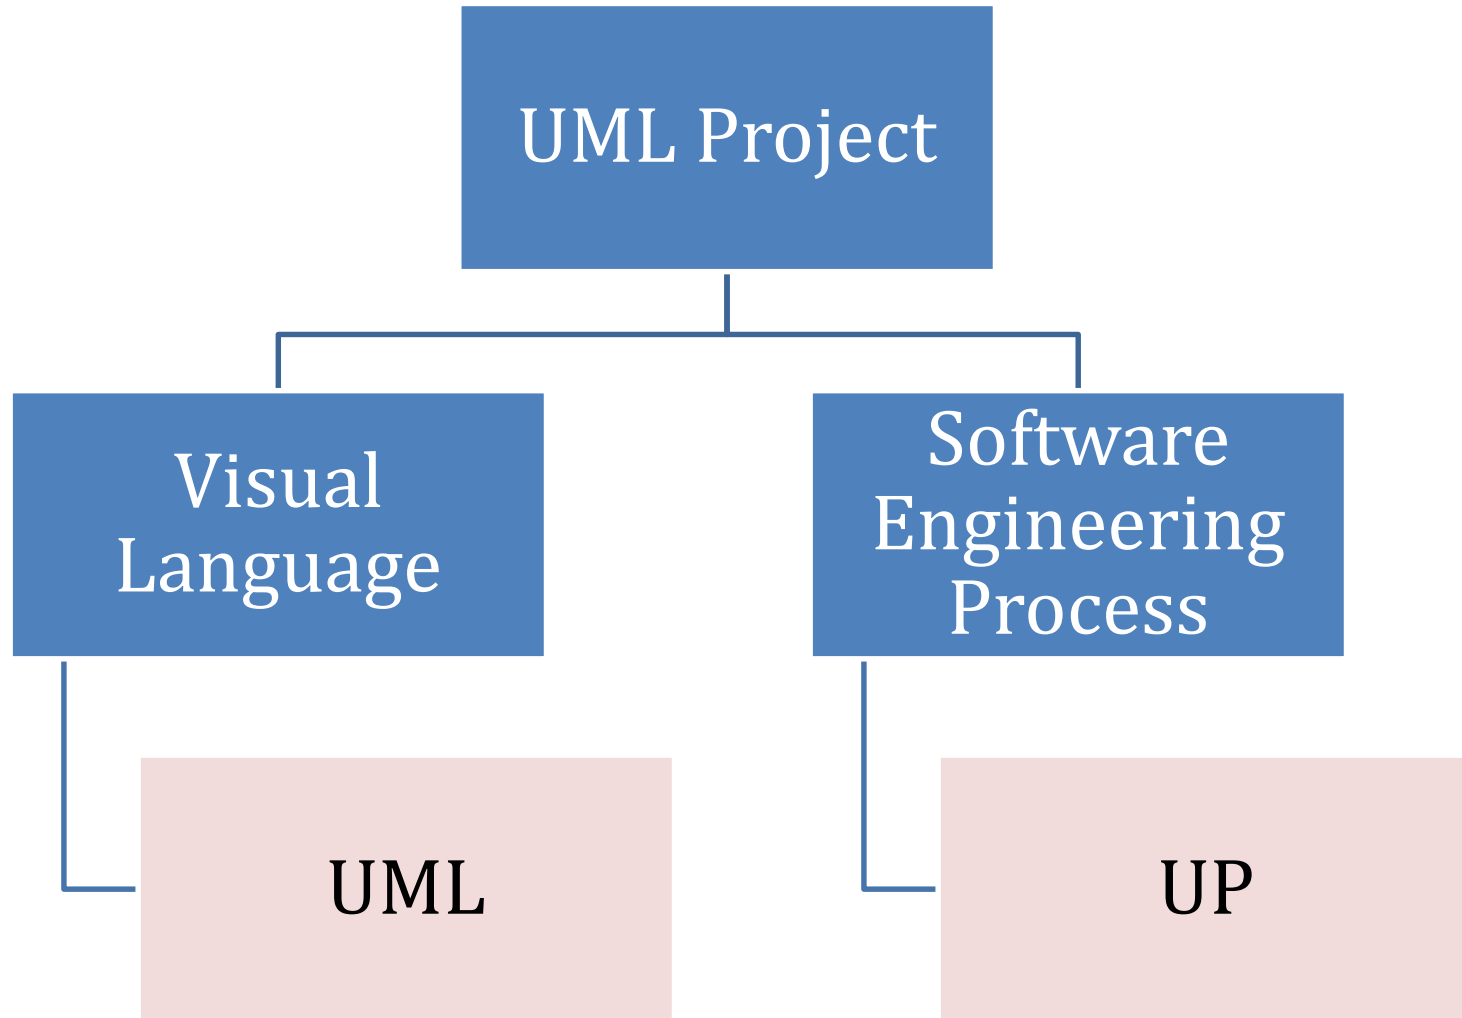 UML Project
Visual
Language
Software
Engineering
Process
UML
UP